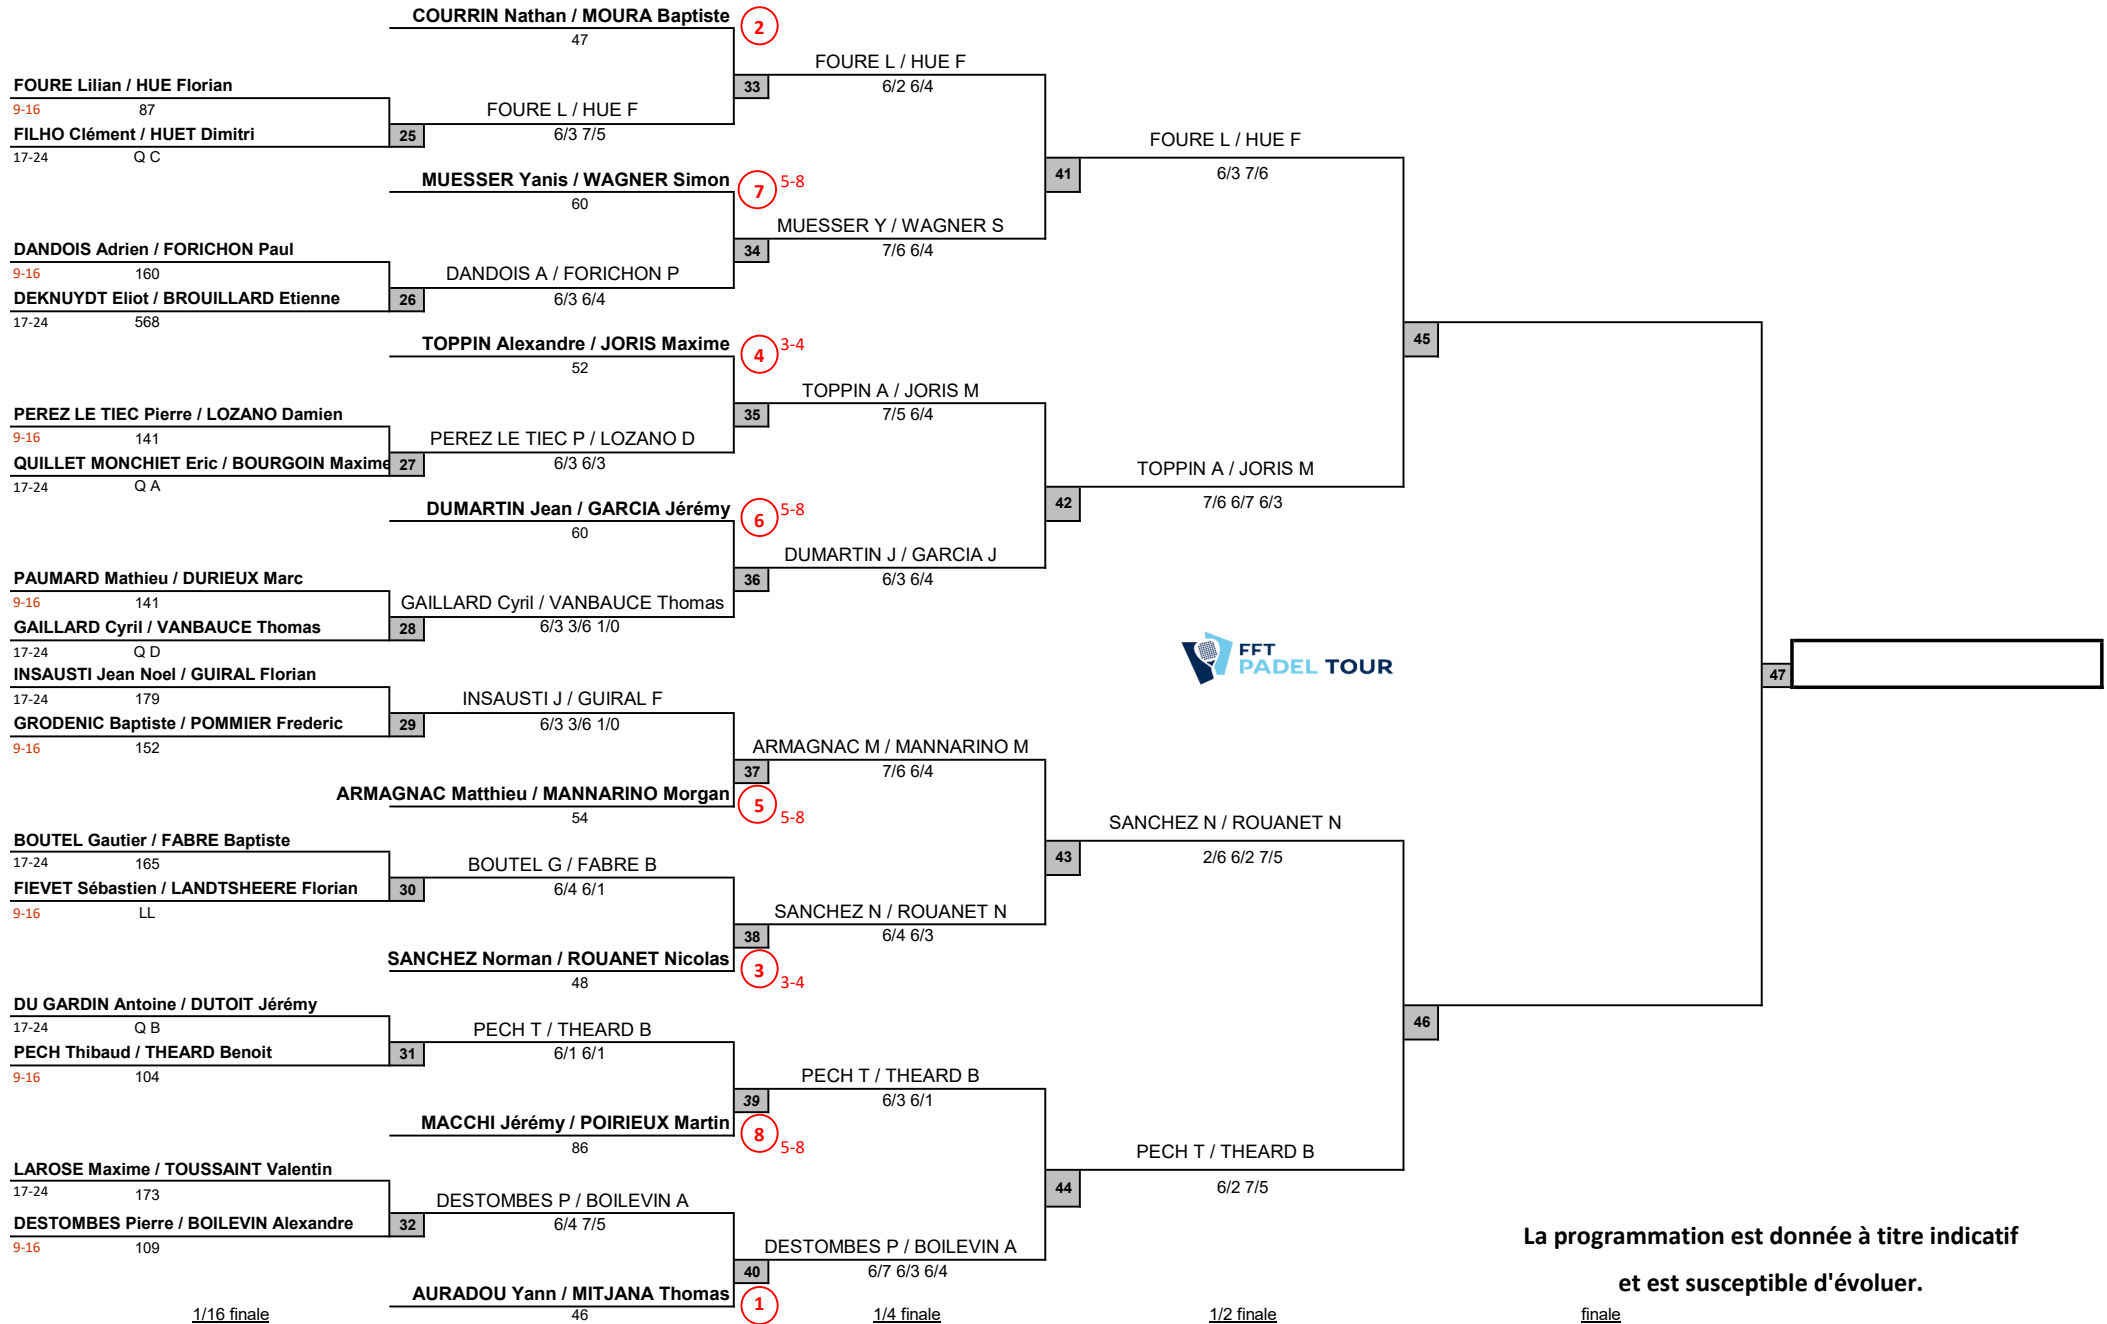 COURRIN Nathan / MOURA Baptiste
2
47
FOURE L / HUE F
FOURE Lilian / HUE Florian
33
6/2 6/4
9-16 87
FOURE L / HUE F
FILHO Clément / HUET Dimitri
25
6/3 7/5
FOURE L / HUE F
17-24 Q C
41
6/3 7/6
MUESSER Yanis / WAGNER Simon
7
5-8
60
MUESSER Y / WAGNER S
DANDOIS Adrien / FORICHON Paul
34
7/6 6/4
9-16 160
DANDOIS A / FORICHON P
DEKNUYDT Eliot / BROUILLARD Etienne
26
6/3 6/4
17-24 568
45
TOPPIN Alexandre / JORIS Maxime
4
3-4
52
TOPPIN A / JORIS M
PEREZ LE TIEC Pierre / LOZANO Damien
35
7/5 6/4
9-16 141
PEREZ LE TIEC P / LOZANO D
QUILLET MONCHIET Eric / BOURGOIN Maxime
27
6/3 6/3
TOPPIN A / JORIS M
17-24 Q A
42
7/6 6/7 6/3
DUMARTIN Jean / GARCIA Jérémy
6
5-8
60
DUMARTIN J / GARCIA J
PAUMARD Mathieu / DURIEUX Marc
36
6/3 6/4
9-16 141
GAILLARD Cyril / VANBAUCE Thomas
GAILLARD Cyril / VANBAUCE Thomas
28
6/3 3/6 1/0
17-24 Q D
FFT
PADEL TOUR
47
INSAUSTI Jean Noel / GUIRAL Florian
17-24 179
INSAUSTI J / GUIRAL F
GRODENIC Baptiste / POMMIER Frederic
29
6/3 3/6 1/0
9-16 152
ARMAGNAC M / MANNARINO M
37
7/6 6/4
ARMAGNAC Matthieu / MANNARINO Morgan
5
5-8
54
SANCHEZ N / ROUANET N
BOUTEL Gautier / FABRE Baptiste
43
2/6 6/2 7/5
17-24 165
BOUTEL G / FABRE B
FIEVET Sébastien / LANDTSHEERE Florian
30
6/4 6/1
9-16 LL
SANCHEZ N / ROUANET N
38
6/4 6/3
SANCHEZ Norman / ROUANET Nicolas
3
3-4
48
DU GARDIN Antoine / DUTOIT Jérémy
46
17-24 Q B
PECH T / THEARD B
PECH Thibaud / THEARD Benoit
31
6/1 6/1
9-16 104
PECH T / THEARD B
39
6/3 6/1
MACCHI Jérémy / POIRIEUX Martin
8
5-8
86
PECH T / THEARD B
LAROSE Maxime / TOUSSAINT Valentin
44
6/2 7/5
17-24 173
DESTOMBES P / BOILEVIN A
DESTOMBES Pierre / BOILEVIN Alexandre
32
6/4 7/5
9-16 109
DESTOMBES P / BOILEVIN A
40
6/7 6/3 6/4
AURADOU Yann / MITJANA Thomas
1
46
La programmation est donnée à titre indicatif
et est susceptible d'évoluer.
1/16 finale
1/4 finale
1/2 finale
finale